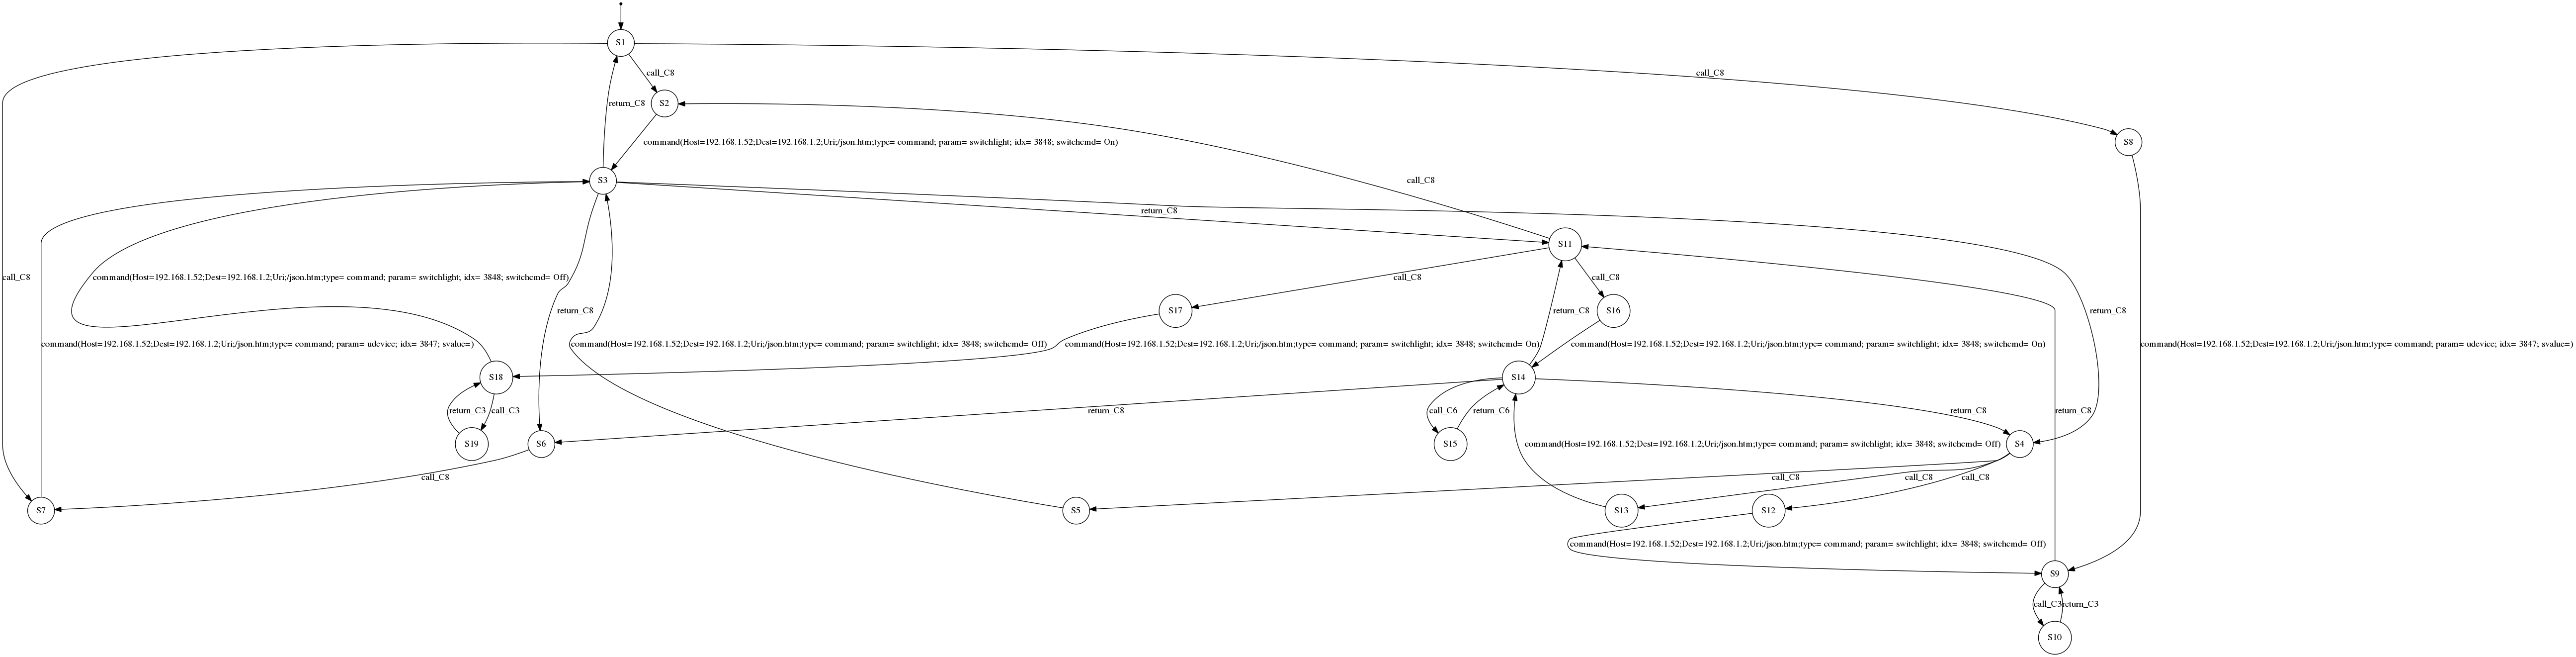 S1
call_C8
call_C8
return_C8
S2
S8
command(Host=192.168.1.52;Dest=192.168.1.2;Uri;/json.htm;type= command; param= switchlight; idx= 3848; switchcmd= On)
S3
call_C8
return_C8
S11
call_C8
command(Host=192.168.1.52;Dest=192.168.1.2;Uri;/json.htm;type= command; param= switchlight; idx= 3848; switchcmd= Off)
call_C8
call_C8
return_C8
S17
return_C8
S16
return_C8
command(Host=192.168.1.52;Dest=192.168.1.2;Uri;/json.htm;type= command; param= udevice; idx= 3847; svalue=)
command(Host=192.168.1.52;Dest=192.168.1.2;Uri;/json.htm;type= command; param= switchlight; idx= 3848; switchcmd= Off)
command(Host=192.168.1.52;Dest=192.168.1.2;Uri;/json.htm;type= command; param= switchlight; idx= 3848; switchcmd= On)
command(Host=192.168.1.52;Dest=192.168.1.2;Uri;/json.htm;type= command; param= switchlight; idx= 3848; switchcmd= On)
command(Host=192.168.1.52;Dest=192.168.1.2;Uri;/json.htm;type= command; param= udevice; idx= 3847; svalue=)
S18
S14
return_C3
call_C3
return_C8
call_C6
return_C6
return_C8
return_C8
S19
S6
S15
command(Host=192.168.1.52;Dest=192.168.1.2;Uri;/json.htm;type= command; param= switchlight; idx= 3848; switchcmd= Off)
S4
call_C8
call_C8
call_C8
call_C8
S7
S5
S13
S12
command(Host=192.168.1.52;Dest=192.168.1.2;Uri;/json.htm;type= command; param= switchlight; idx= 3848; switchcmd= Off)
S9
call_C3
return_C3
S10